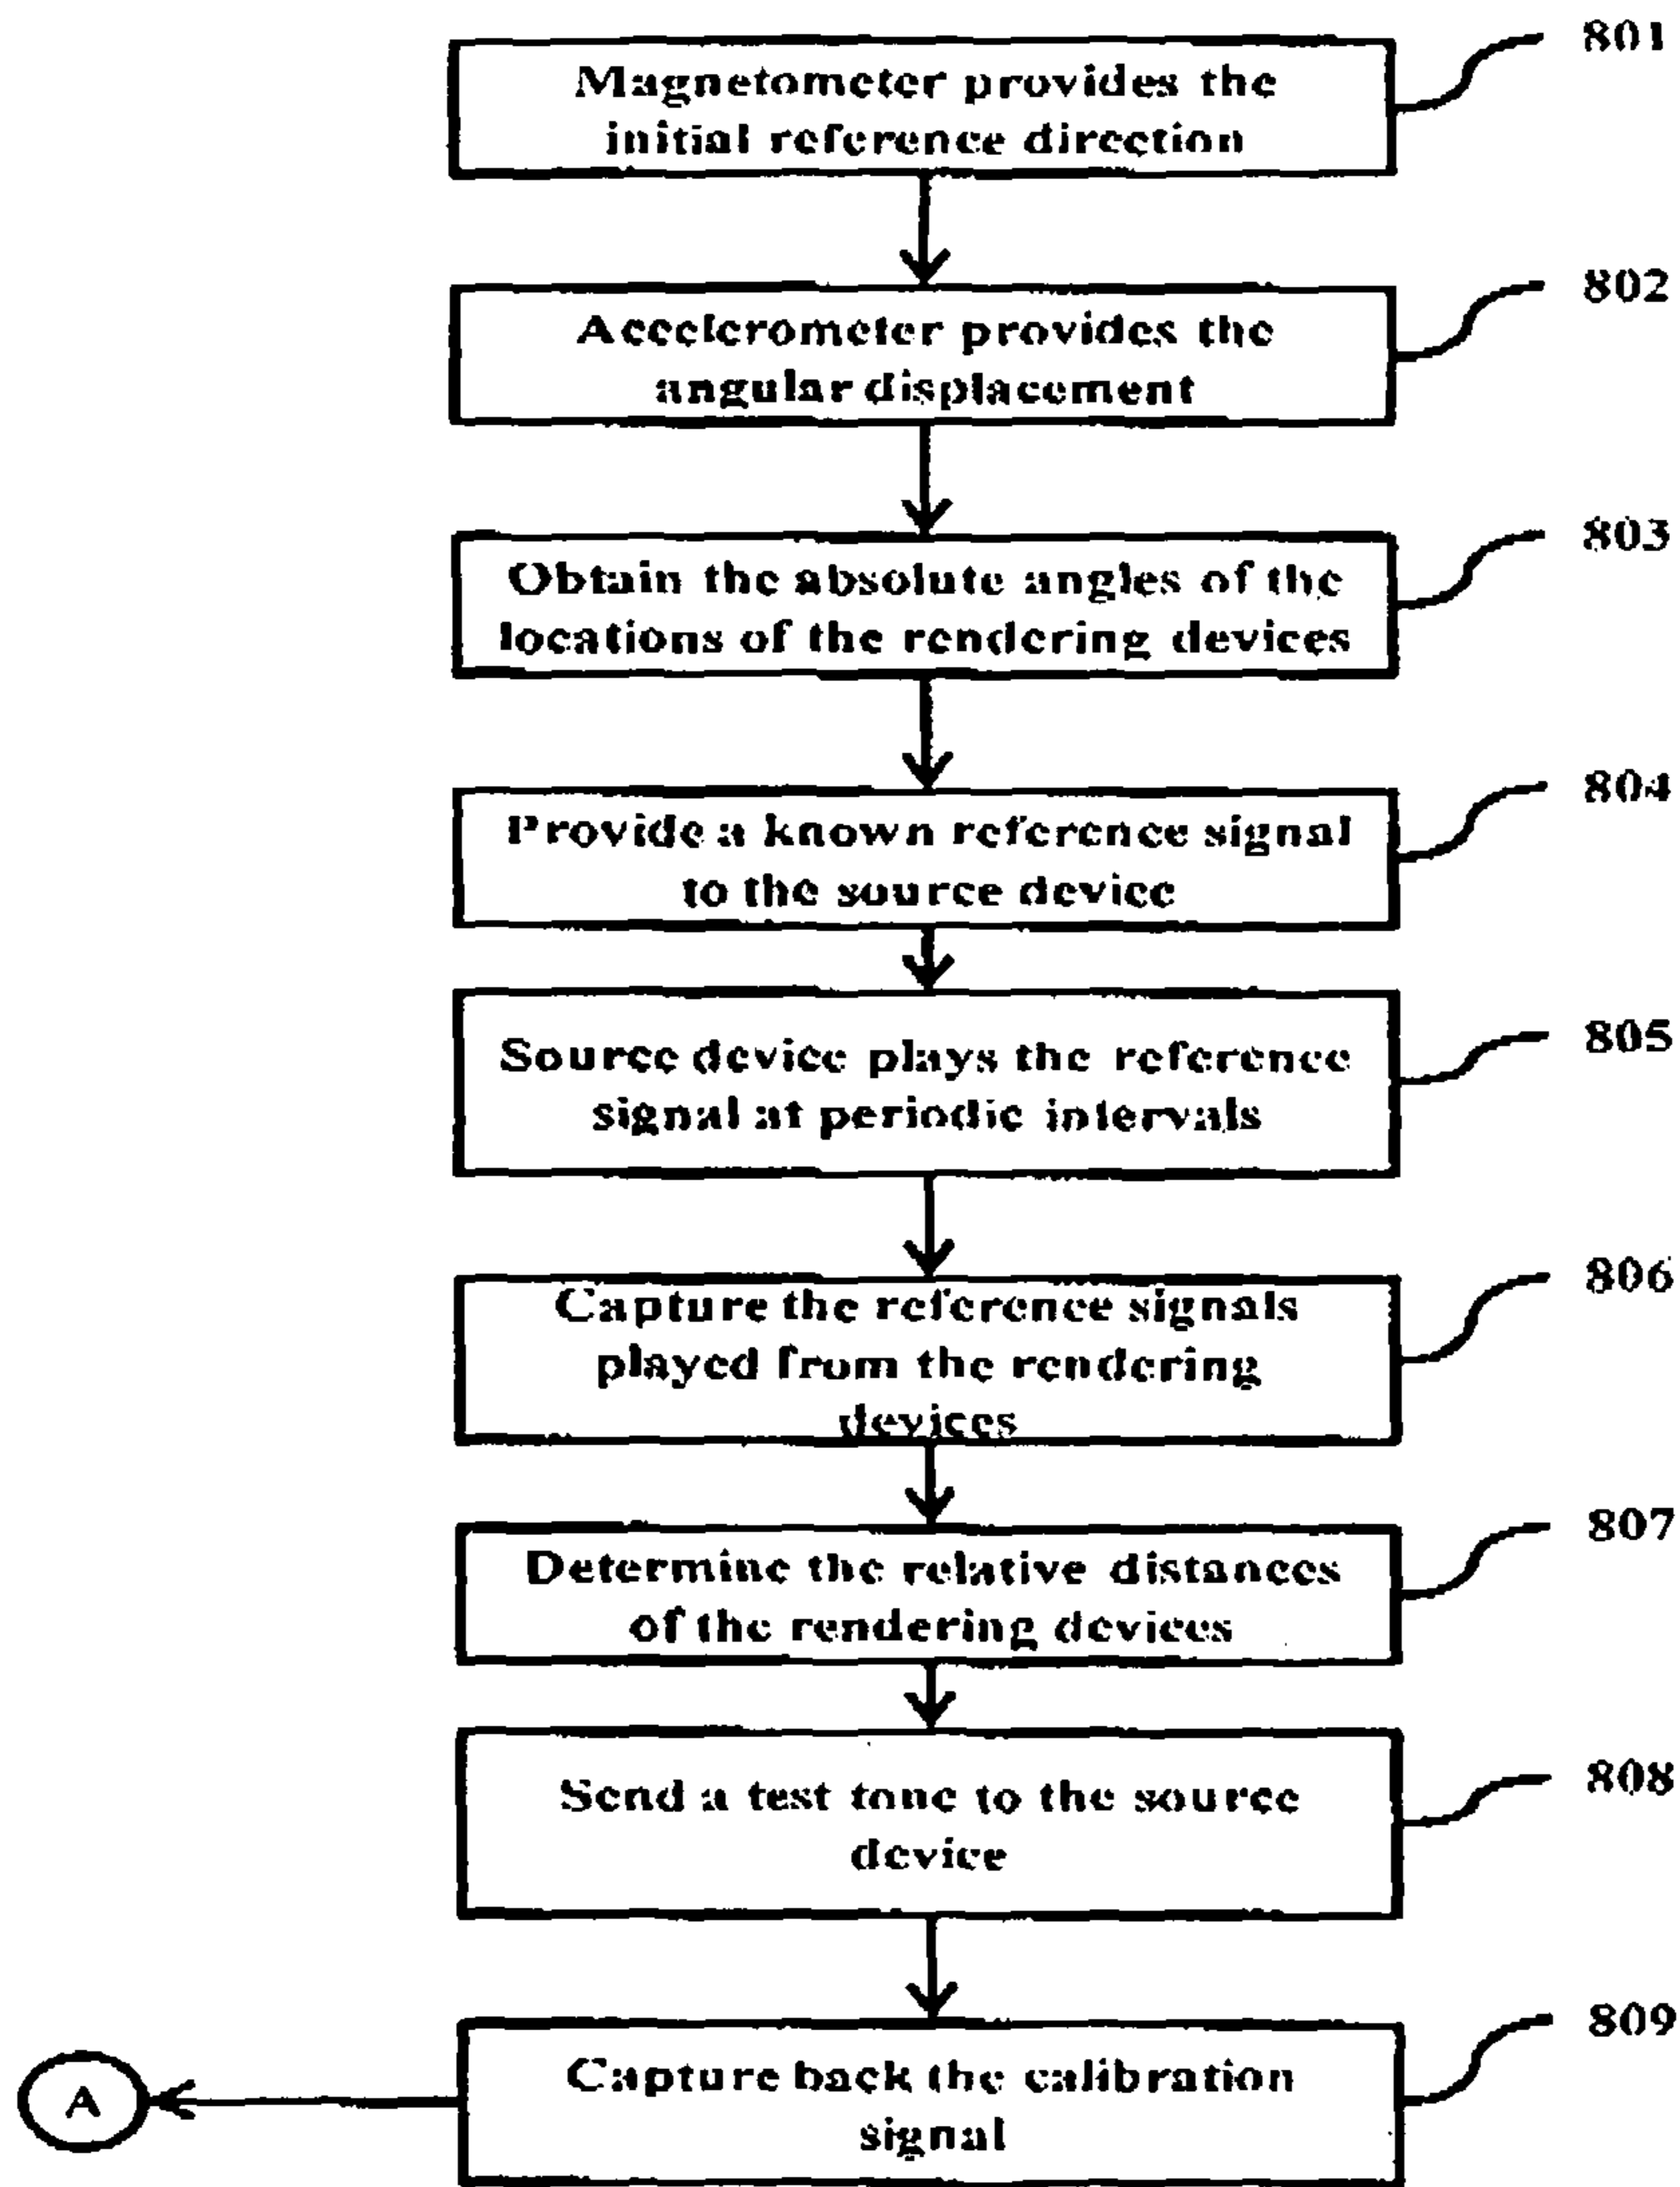 Magnetometer provides the
initial reference direction
801
Accelerometer provides the
angular displacement
802
Obtain the absolute angles of the
locations of the rendering devices
803
Provide a known reference signal
to the source device
804
Source device plays the reference
signal at periodic intervals
805
Capture the reference signals
played from the rendering
devices
806
Determine the relative distances
of the rendering devices
807
Send a test tone to the source
device
808
Capture back the calibration
signal
809
A